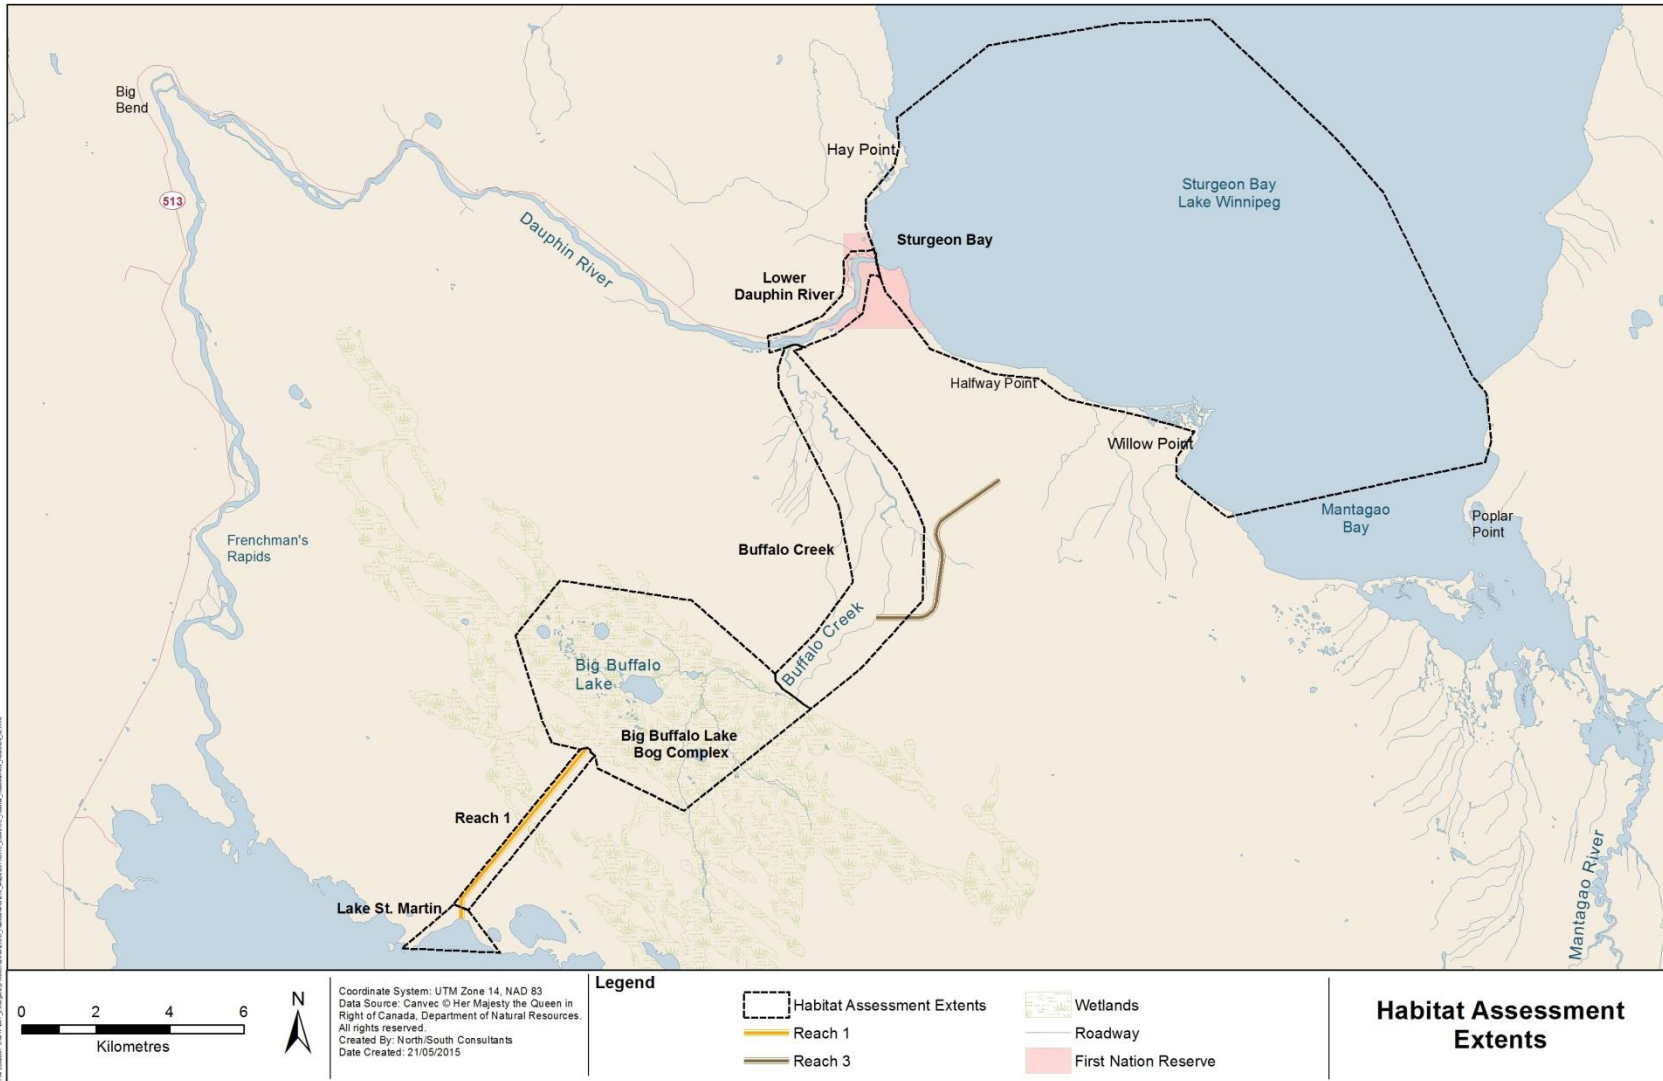 Big
Bend
513
Hay Point
Sturgeon Bay
Lake Winnipeg
Dauphin River
Sturgeon Bay
Lower
Dauphin River
Halfway Point
Willow Point
Mantagao
Bay
Poplar
Point
Frenchman's
Rapids
Buffalo Creek
Buffalo Creek
Big Buffalo
Lake
Big Buffalo Lake
Bog Complex
Reach 1
Lake St. Martin
Mantagao River
0 2 4 6
Kilometres
N
Coordinate System: UTM Zone 14, NAD 83
Data Source: Canvec © Her Majesty the Queen in
Right of Canada, Department of Natural Resources.
All rights reserved.
Created By: North/South Consultants
Date Created: 21/05/2015
Legend
Habitat Assessment Extents
Reach 1
Reach 3
Wetlands
Roadway
First Nation Reserve
Habitat Assessment
Extents